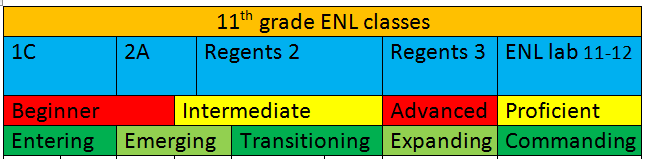 11th grade ENL classes
1C 2A Regents 2 Regents 3 ENL lab 11-12
Beginner Intermediate Advanced Proficient
Entering Emerging Transitioning Expanding Commanding